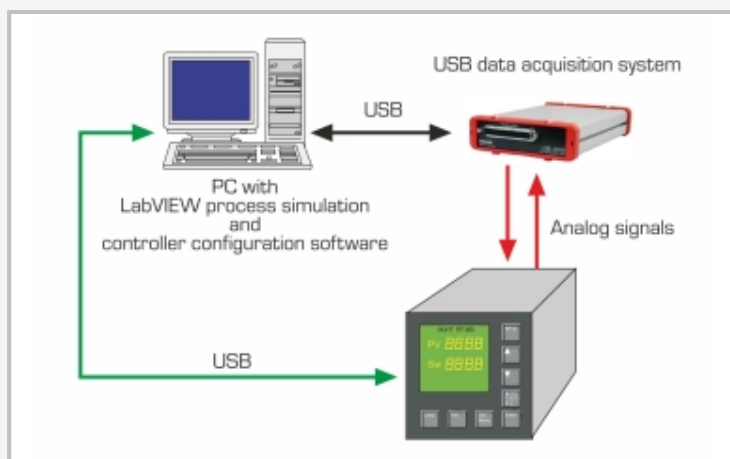 USB data acquisition system
USB
PC with
LabVIEW process simulation
and
controller configuration software
Analog signals
PV 8888
SW 8888
USB